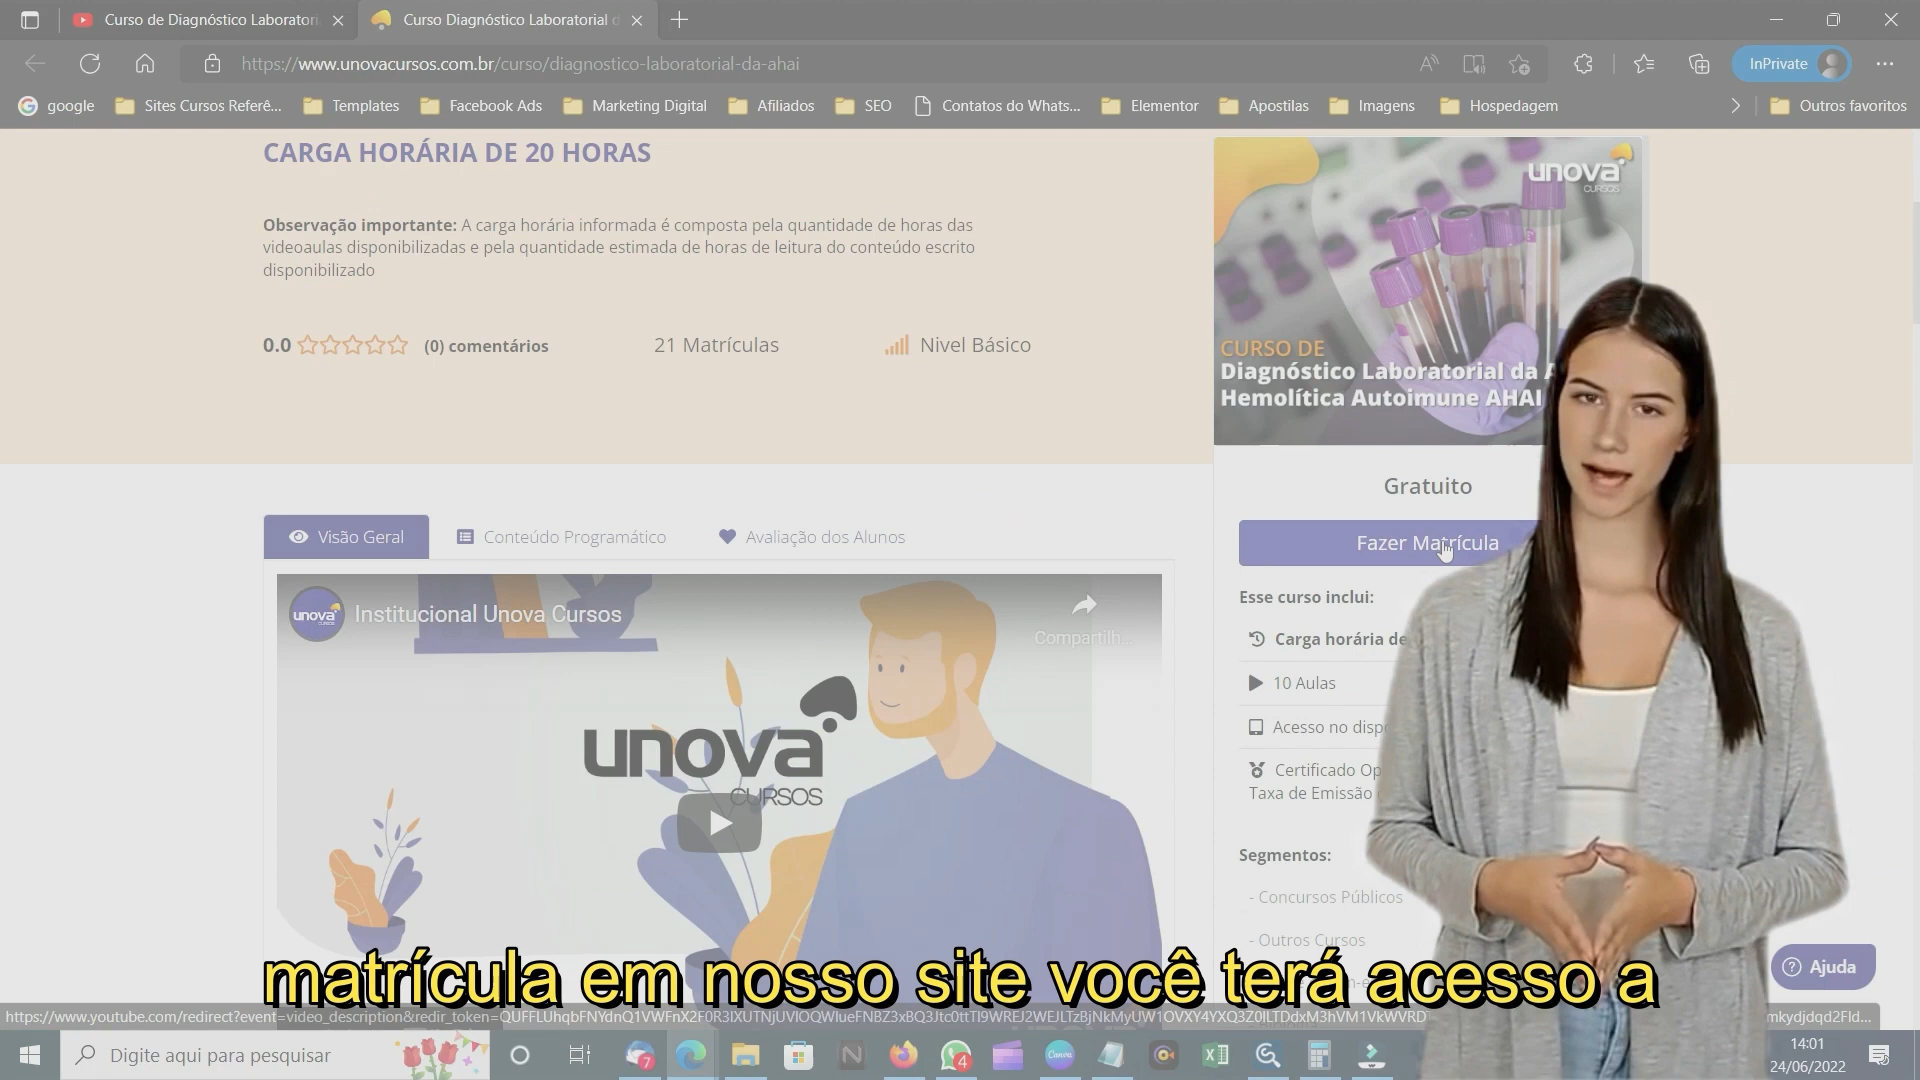 Curso de Diagnóstico Laboratori
Curso Diagnóstico Laboratorial d
https://www.unovacursos.com.br/curso/diagnostico-laboratorial-da-ahai
InPrivate
google
Sites Cursos Referê...
Templates
Facebook Ads
Marketing Digital
Afiliados
SEO
Contatos do Whats...
Elementor
Apostilas
Imagens
Hospedagem
Outros favoritos
CARGA HORÁRIA DE 20 HORAS
Observação importante: A carga horária informada é composta pela quantidade de horas das
videoaulas disponibilizadas e pela quantidade estimada de horas de leitura do conteúdo escrito
disponibilizado
0.0
(0) comentários
21 Matrículas
Nivel Básico
unova
CURSOS
CURSO DE
Diagnóstico Laboratorial da A
Hemolítica Autoimune AHAI
Gratuito
Fazer Matrícula
Visão Geral
Conteúdo Programático
Avaliação dos Alunos
unova
Institucional Unova Cursos
Compartilh...
unova
CURSOS
Esse curso inclui:
Carga horária de
10 Aulas
Acesso no disp
Certificado Op
Taxa de Emissão
Segmentos:
- Concursos Públicos
- Outros Cursos
Ajuda
matrícula em nosso site você terá acesso a
Digite aqui para pesquisar
7
4
Canva
14:01
24/06/2022